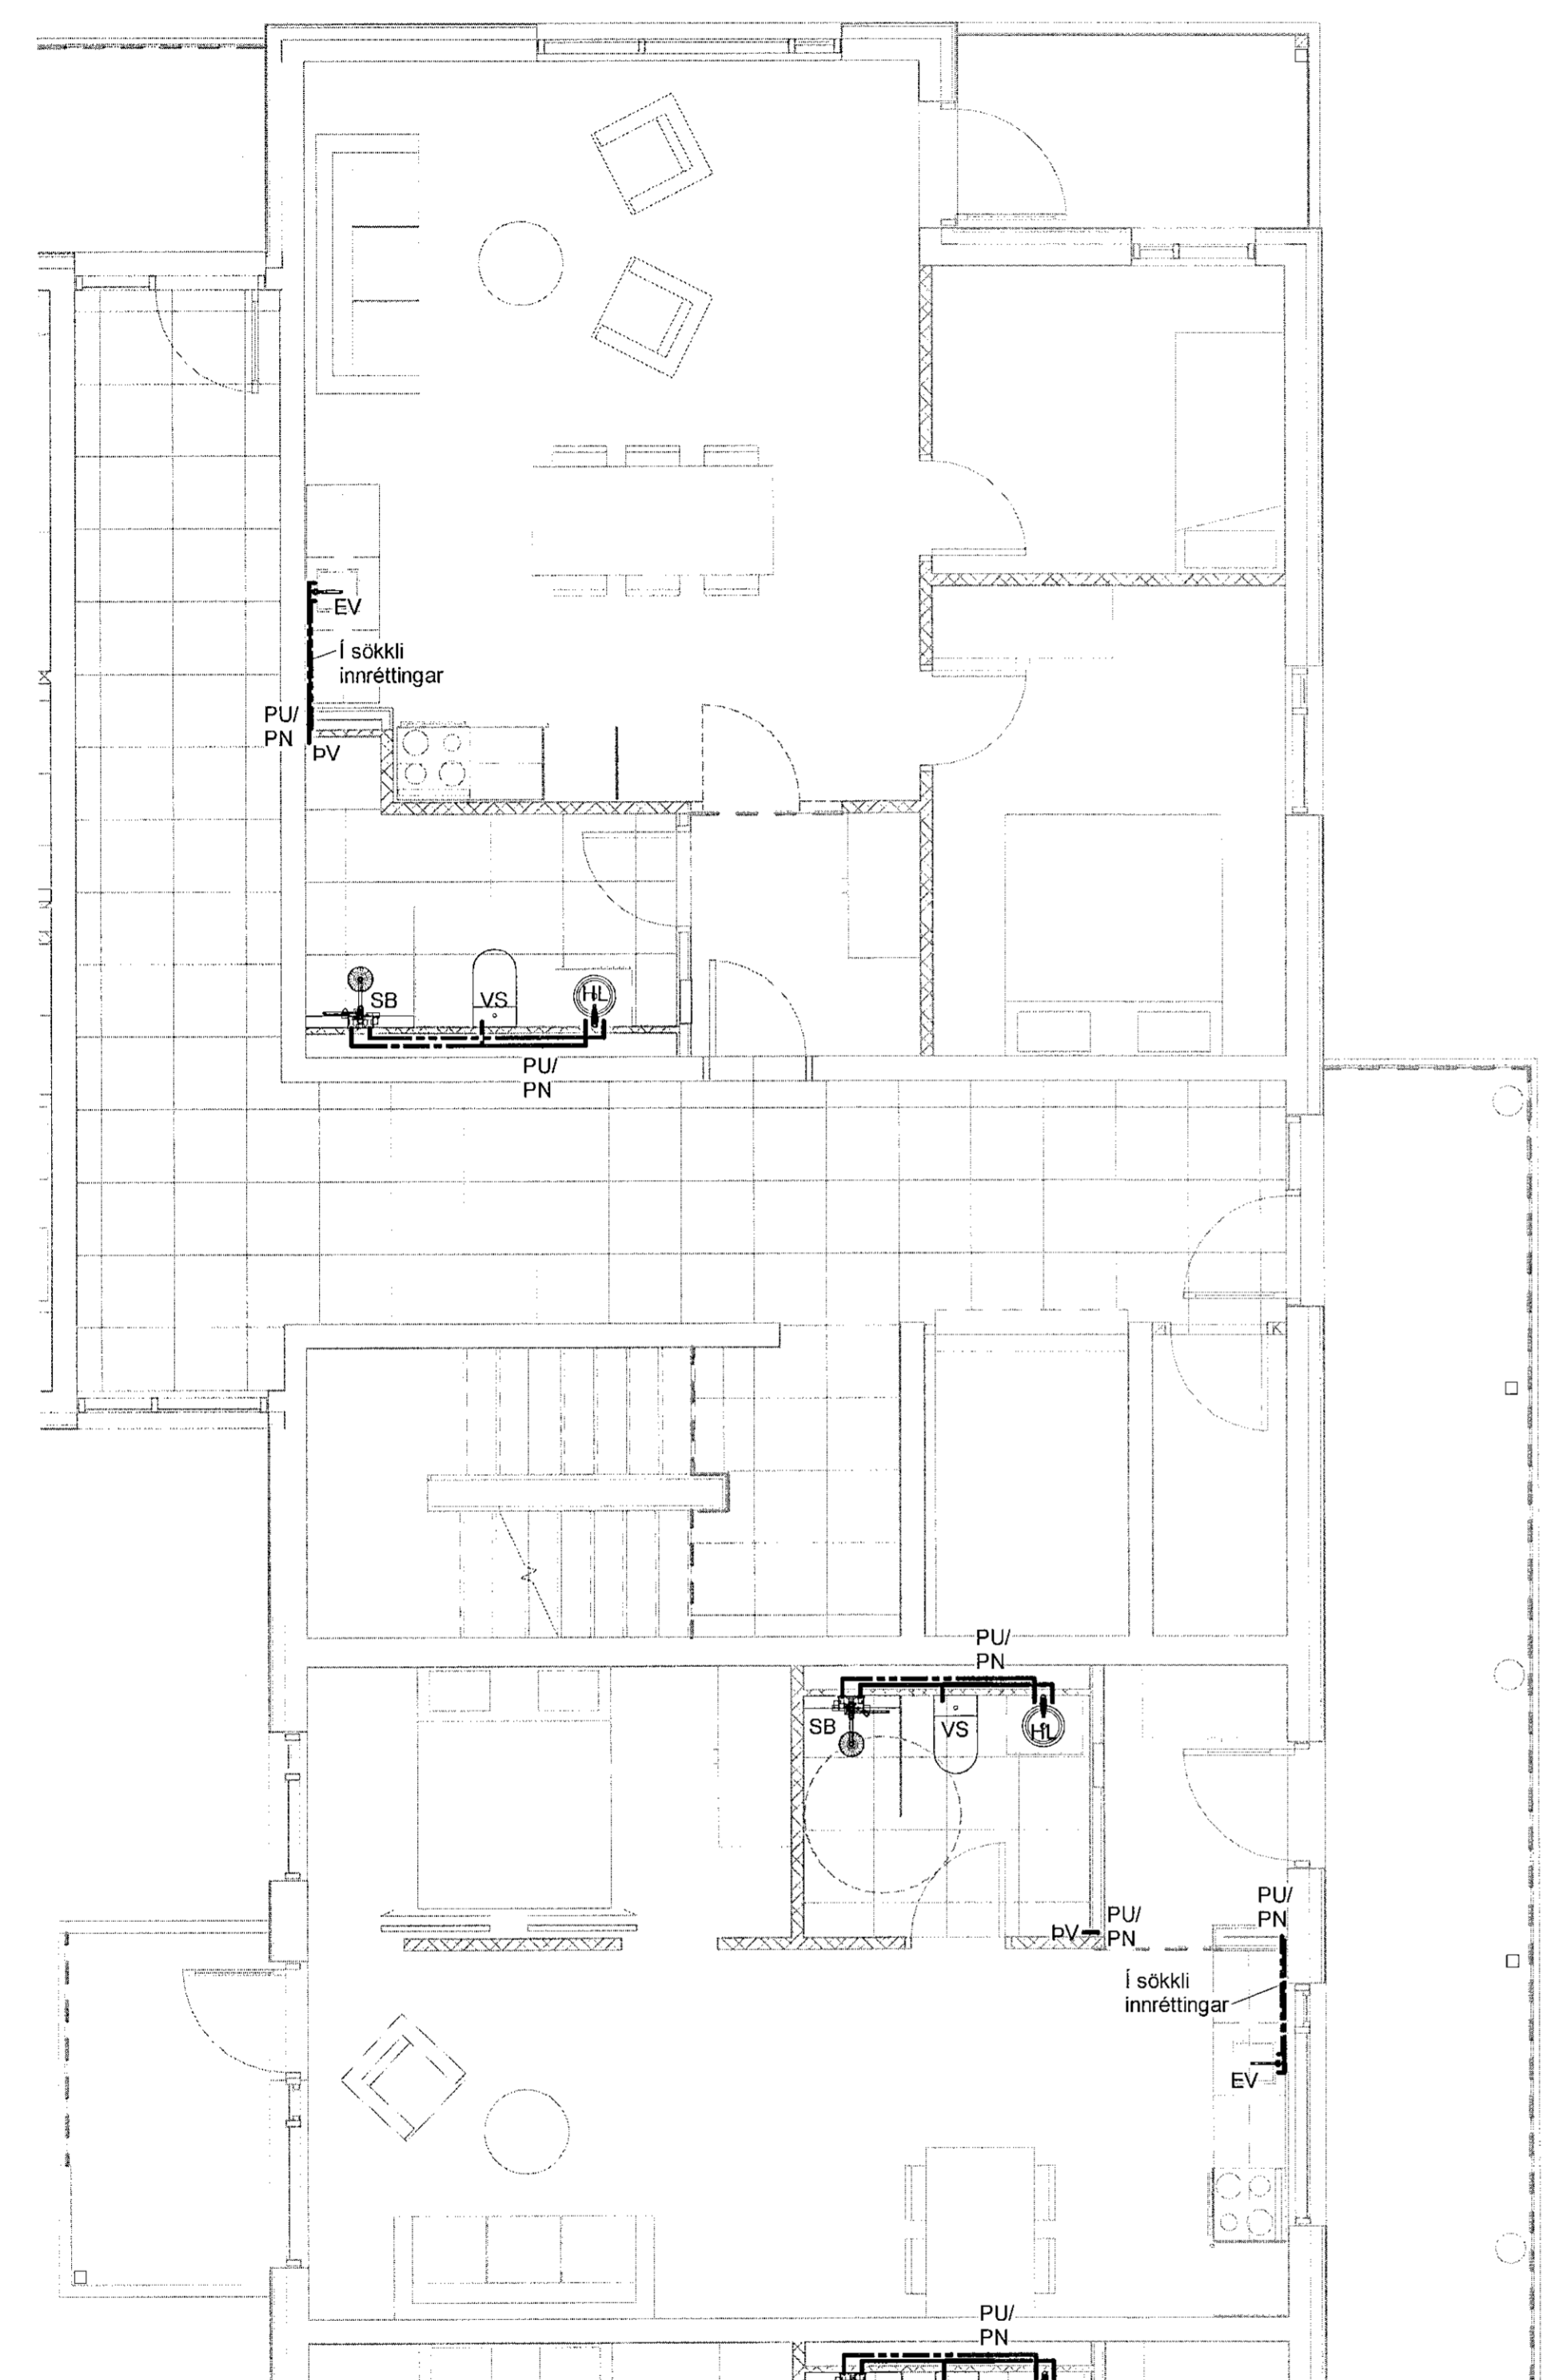 EV
Í sökkli
innréttingar
PU/
PN
ÞV
SB
VS
HL
PU/
PN
K
PU/
PN
SB
VS
HL
PU/
PN
PU/
PN
ÞV
Í sökkli
innréttingar
EV
PU/
PN